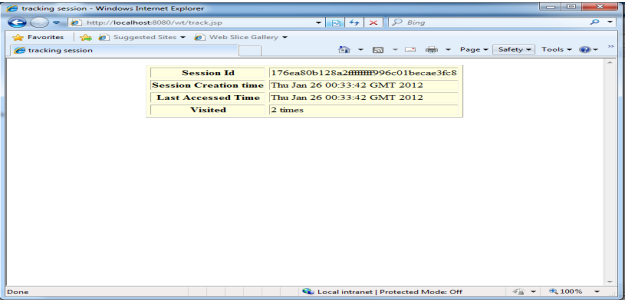 tracking session - Windows Internet Explorer
http://localhost:8080/wt/track.jsp
Bing
Favorites Suggested Sites Web Slice Gallery
tracking session
Page Safety Tools
Session Id 176ea80b128a2ffffffff996c01becae3fc8
Session Creation time Thu Jan 26 00:33:42 GMT 2012
Last Accessed Time Thu Jan 26 00:33:42 GMT 2012
Visited 2 times
Done Local intranet | Protected Mode: Off 100%